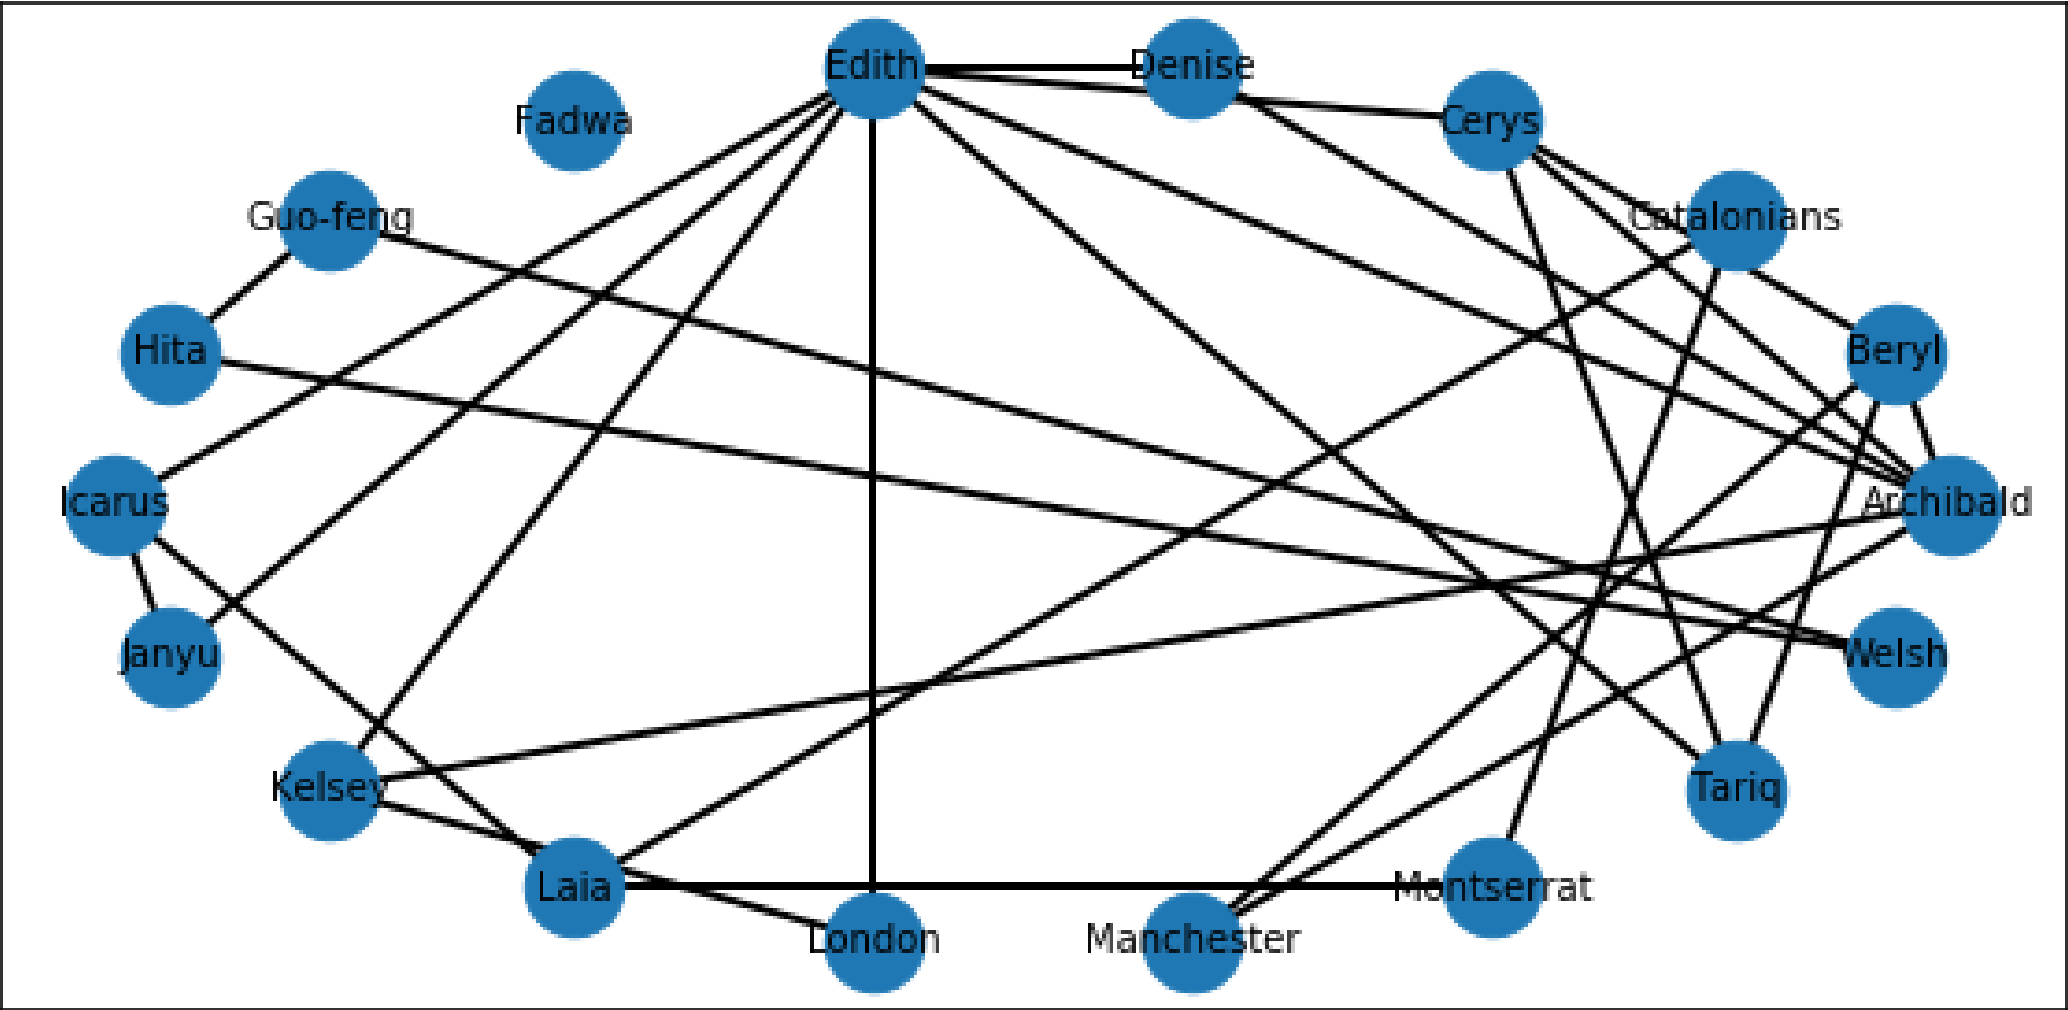 Edith
Denise
Fadwa
Cerys
Guo-feng
Catalonians
Hita
Beryl
Icarus
Archibald
Janyu
Welsh
Kelsey
Tariq
Laia
Montserrat
London
Manchester